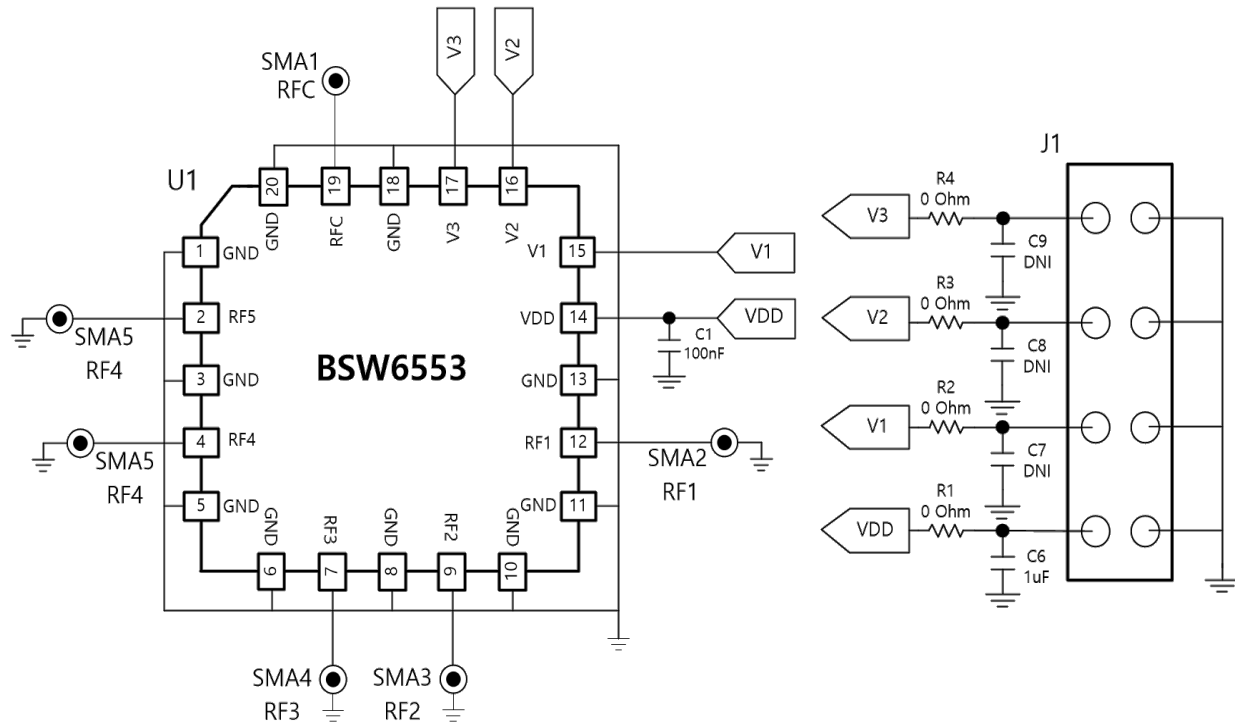 SMA1
RFC
V3
V2
U1
J1
20
19
18
17
16
GND
RFC
GND
V3
V2
1
GND
V1
15
V1
2
RF5
SMA5
RF4
VDD
14
VDD
C1
100nF
3
GND
BSW6553
GND
13
4
RF4
SMA5
RF4
RF1
12
SMA2
RF1
5
GND
GND
11
GND
RF3
GND
RF2
GND
6
7
8
9
10
SMA4
RF3
SMA3
RF2
R4
0 Ohm
V3
C9
DNI
R3
0 Ohm
V2
C8
DNI
R2
0 Ohm
V1
C7
DNI
R1
0 Ohm
VDD
C6
1uF